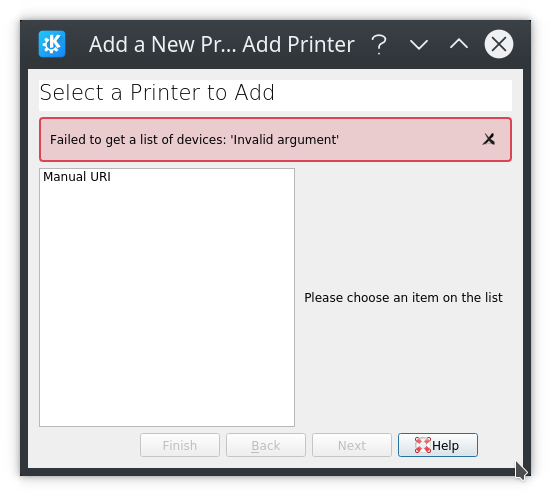 Add a New Pr... Add Printer
Select a Printer to Add
Failed to get a list of devices: 'Invalid argument'
Manual URI
Please choose an item on the list
Finish
Back
Next
Help